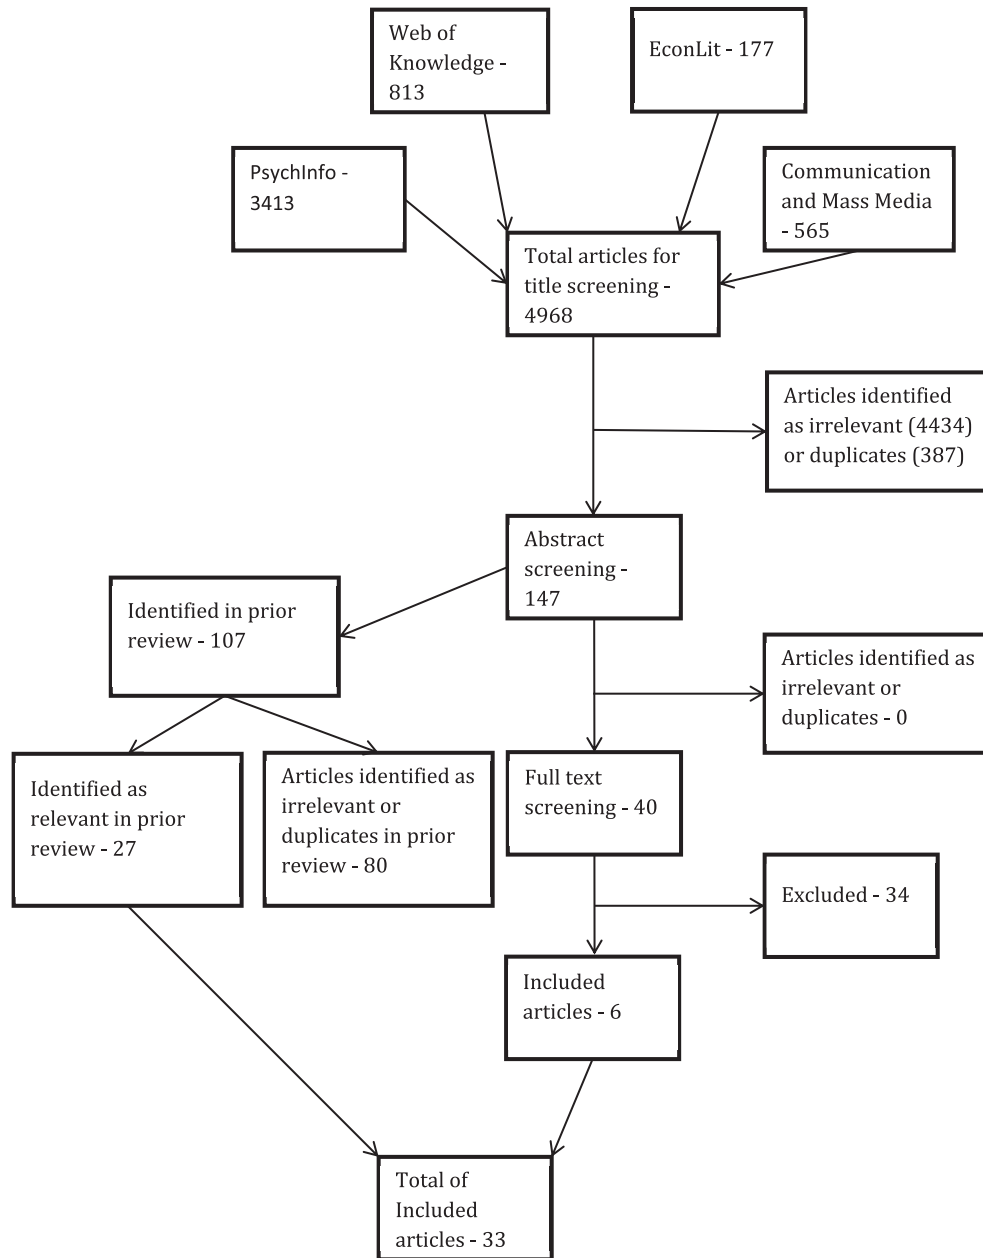 Web of
Knowledge -
813
EconLit - 177
PsychInfo -
3413
Communication
and Mass Media
- 565
Total articles for
title screening -
4968
Articles identified
as irrelevant (4434)
or duplicates (387)
Abstract
screening -
147
Identified in prior
review - 107
Articles identified as
irrelevant or
duplicates - 0
Identified as
relevant in prior
review - 27
Articles identified as
irrelevant or
duplicates in prior
review - 80
Full text
screening - 40
Excluded - 34
Included
articles - 6
Total of
Included
articles - 33